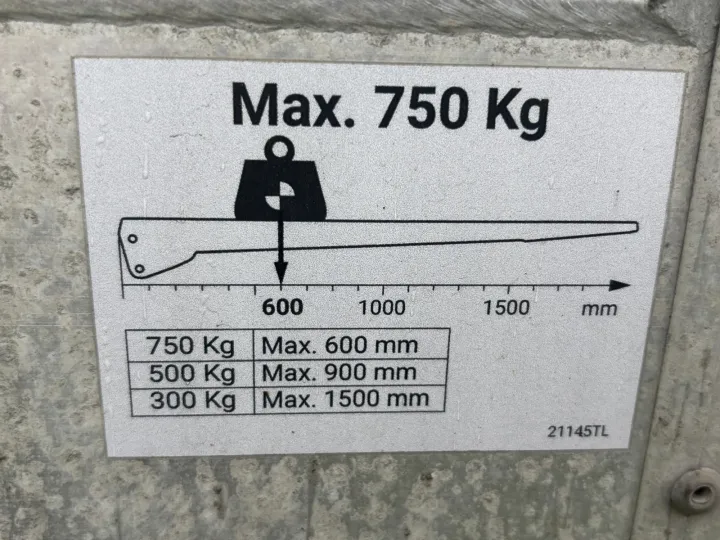 Max. 750 Kg
600 1000 1500 mm
750 Kg Max. 600 mm
500 Kg Max. 900 mm
300 Kg Max. 1500 mm
21145TL